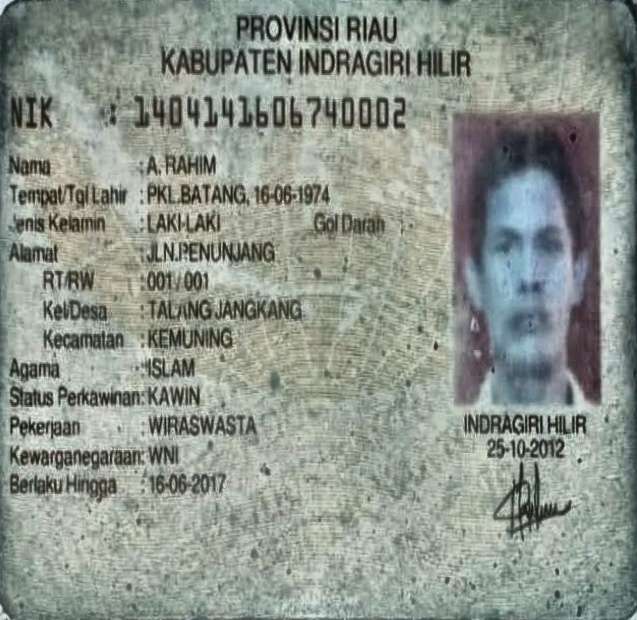 PROVINSI RIAU
KABUPATEN INDRAGIRI HILIR
NIK : 1404141606740002
Nama : A. RAHIM
Tempat/Tgl Lahir : PKL.BATANG, 16-06-1974
Jenis Kelamin : LAKI-LAKI Gol Darah :
Alamat : JLN.PENUNJANG
RT/RW : 001/ 001
Kel/Desa : TALANG JANGKANG
Kecamatan : KEMUNING
Agama : ISLAM
Status Perkawinan: KAWIN
Pekerjaan : WIRASWASTA
Kewarganegaraan: WNI
Berlaku Hingga : 16-06-2017
INDRAGIRI HILIR
25-10-2012